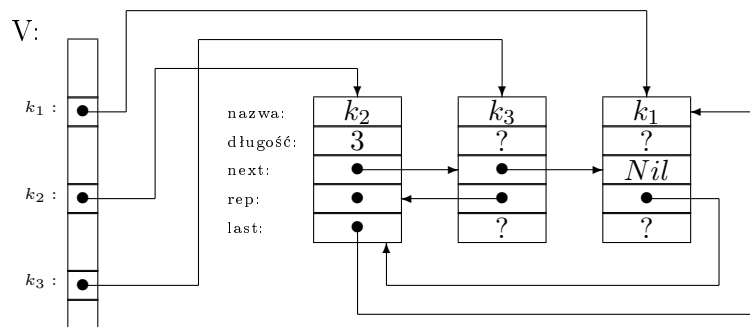 V:
k₁ :
k₂ :
k₃ :
nazwa: k₂ k₃ k₁
długość: 3 ? ?
next: Nil
rep:
last: ? ?